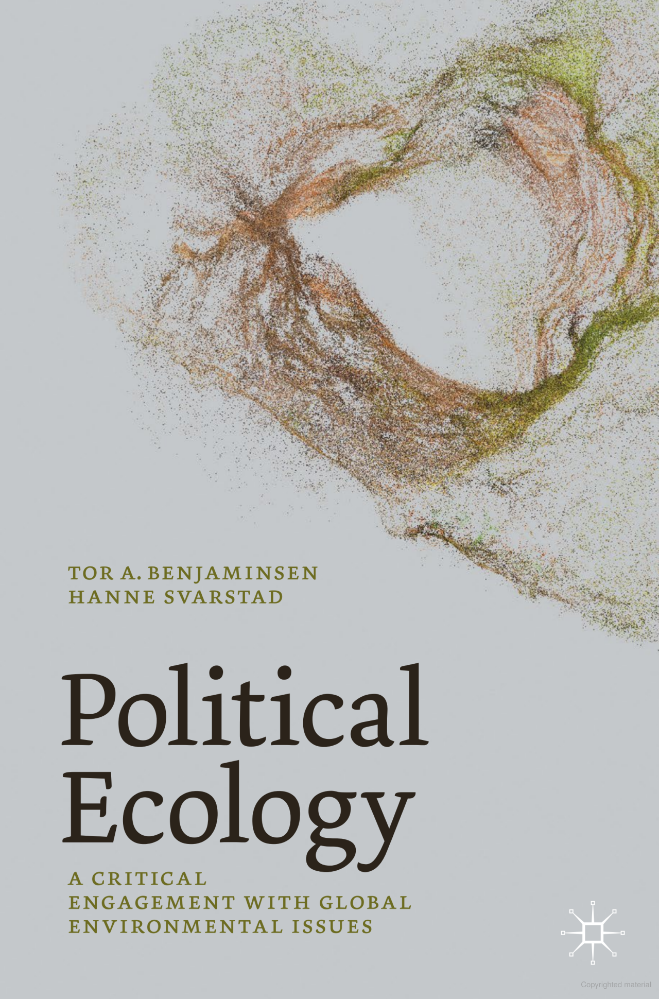 TOR A. BENJAMINSEN
HANNE SVARSTAD
Political
Ecology
A CRITICAL
ENGAGEMENT WITH GLOBAL
ENVIRONMENTAL ISSUES
Copyrighted material